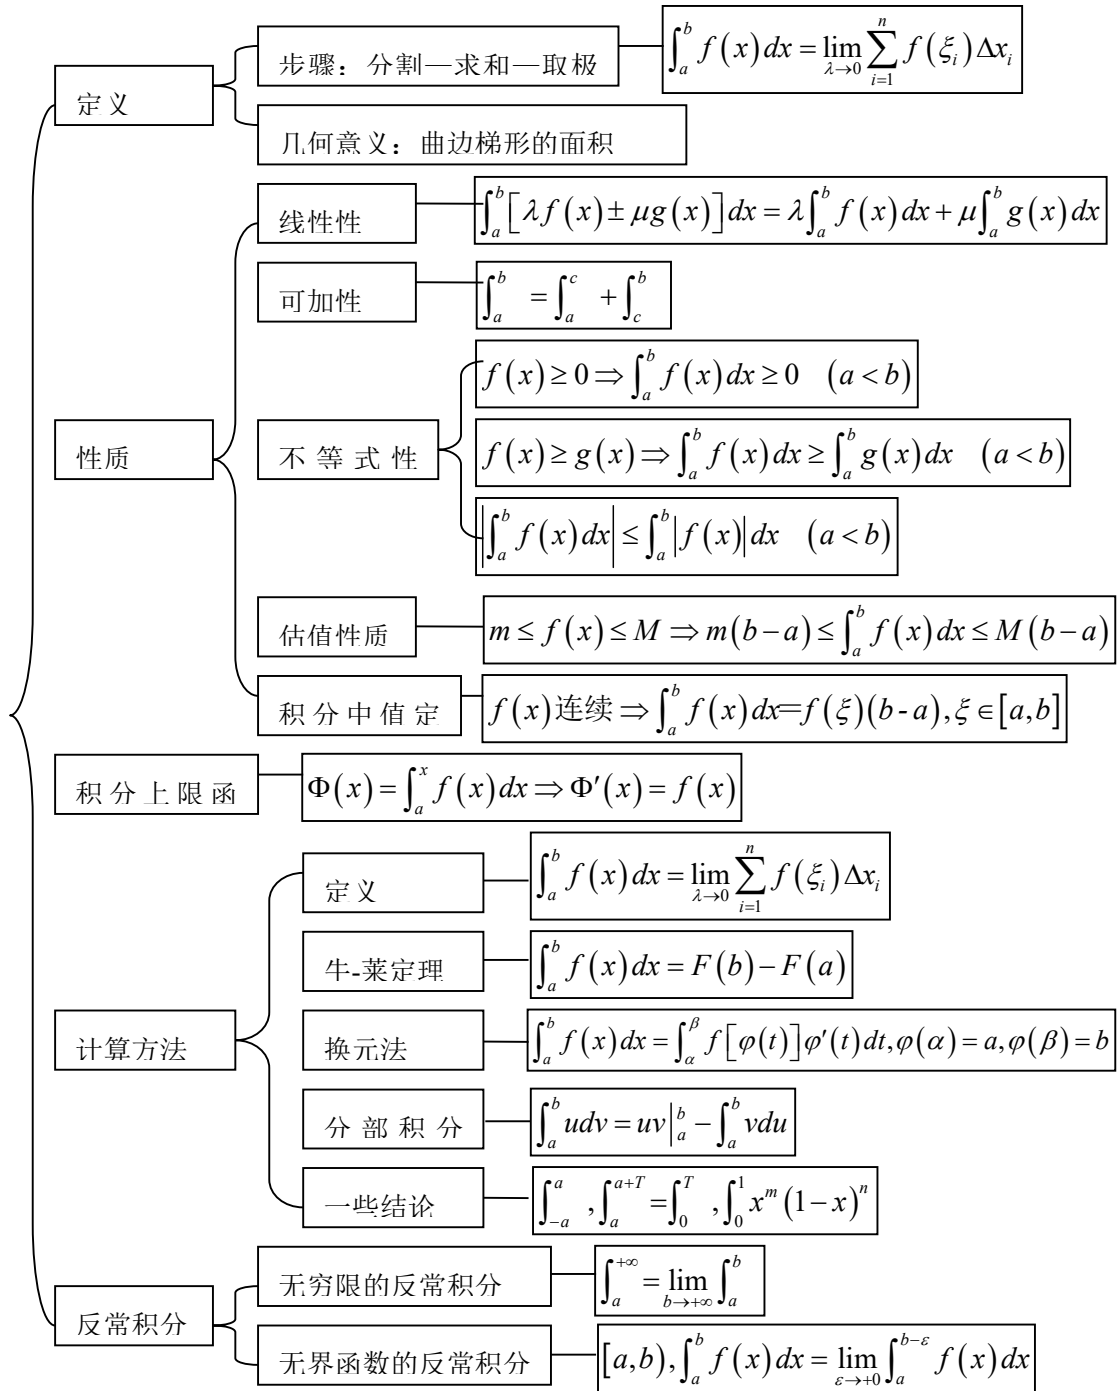 定义
步骤：分割—求和—取极
∫_a^b f(x)dx = lim_{λ→0} ∑_{i=1}^n f(ξ_i)Δx_i
几何意义：曲边梯形的面积
性质
线性性
∫_a^b [λf(x) ± μg(x)]dx = λ∫_a^b f(x)dx + μ∫_a^b g(x)dx
可加性
∫_a^b = ∫_a^c + ∫_c^b
不等式性
f(x) ≥ 0 ⇒ ∫_a^b f(x)dx ≥ 0 (a < b)
f(x) ≥ g(x) ⇒ ∫_a^b f(x)dx ≥ ∫_a^b g(x)dx (a < b)
|∫_a^b f(x)dx| ≤ ∫_a^b |f(x)|dx (a < b)
估值性质
m ≤ f(x) ≤ M ⇒ m(b−a) ≤ ∫_a^b f(x)dx ≤ M(b−a)
积分中值定
f(x)连续 ⇒ ∫_a^b f(x)dx=f(ξ)(b-a), ξ ∈ [a,b]
积分上限函
Φ(x) = ∫_a^x f(x)dx ⇒ Φ′(x) = f(x)
计算方法
定义
∫_a^b f(x)dx = lim_{λ→0} ∑_{i=1}^n f(ξ_i)Δx_i
牛-莱定理
∫_a^b f(x)dx = F(b) − F(a)
换元法
∫_a^b f(x)dx = ∫_α^β f[φ(t)]φ′(t)dt, φ(α) = a, φ(β) = b
分部积分
∫_a^b udv = uv|_a^b − ∫_a^b vdu
一些结论
∫_{-a}^a , ∫_a^{a+T} = ∫_0^T , ∫_0^1 x^m (1−x)^n
反常积分
无穷限的反常积分
∫_a^{+∞} = lim_{b→+∞} ∫_a^b
无界函数的反常积分
[a,b), ∫_a^b f(x)dx = lim_{ε→+0} ∫_a^{b−ε} f(x)dx